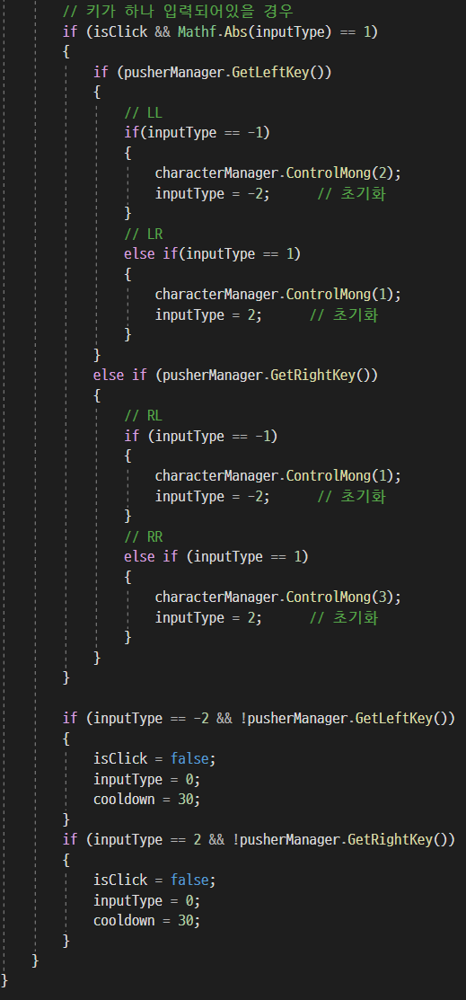 // 키가 하나 입력되어있을 경우
if (isClick && Mathf.Abs(inputType) == 1)
{
if (pusherManager.GetLeftKey())
{
// LL
if(inputType == -1)
{
characterManager.ControlMong(2);
inputType = -2; // 초기화
}
// LR
else if(inputType == 1)
{
characterManager.ControlMong(1);
inputType = 2; // 초기화
}
}
else if (pusherManager.GetRightKey())
{
// RL
if (inputType == -1)
{
characterManager.ControlMong(1);
inputType = -2; // 초기화
}
// RR
else if (inputType == 1)
{
characterManager.ControlMong(3);
inputType = 2; // 초기화
}
}
}
if (inputType == -2 && !pusherManager.GetLeftKey())
{
isClick = false;
inputType = 0;
cooldown = 30;
}
if (inputType == 2 && !pusherManager.GetRightKey())
{
isClick = false;
inputType = 0;
cooldown = 30;
}
}
}